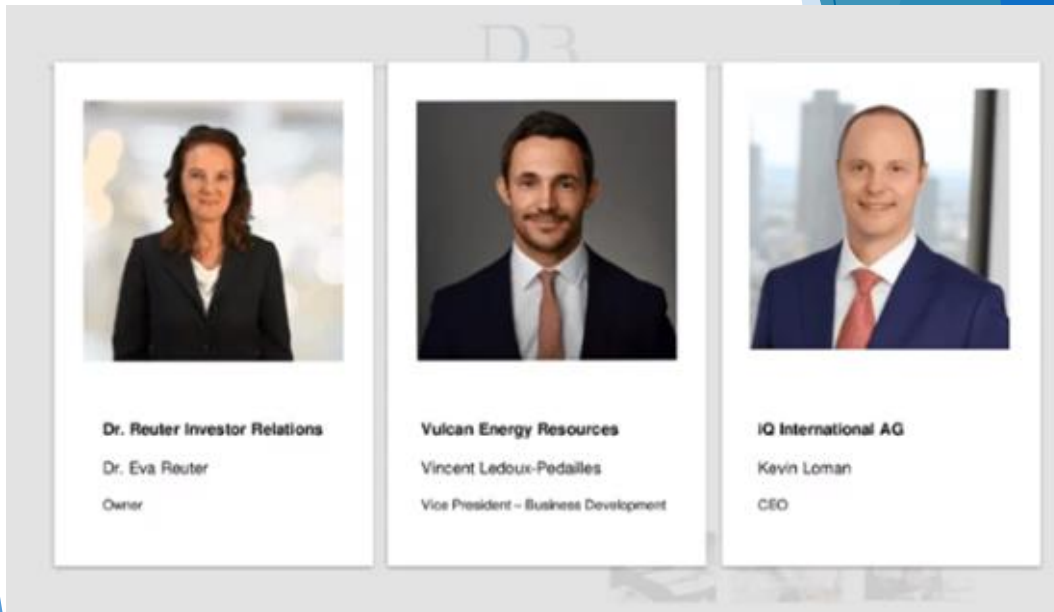 DR
Dr. Reuter Investor Relations
Dr. Eva Reuter
Owner
Vulcan Energy Resources
Vincent Ledoux-Pedailles
Vice President – Business Development
iQ International AG
Kevin Loman
CEO